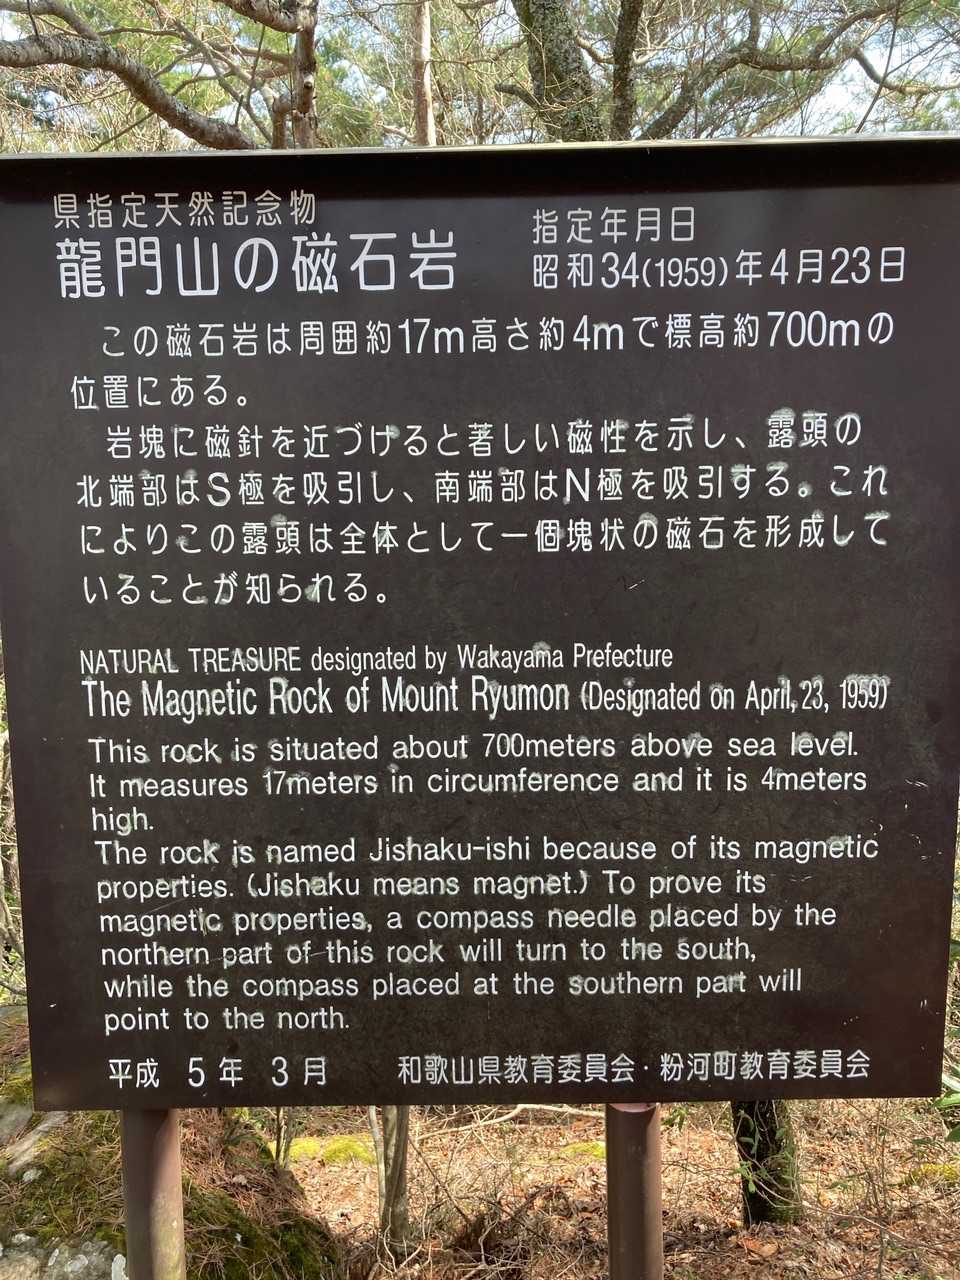 県指定天然記念物
龍門山の磁石岩
指定年月日
昭和34(1959)年4月23日
この磁石岩は周囲約17m高さ約4mで標高約700mの
位置にある。
岩塊に磁針を近づけると著しい磁性を示し、露頭の
北端部はS極を吸引し、南端部はN極を吸引する。これ
によりこの露頭は全体として一個塊状の磁石を形成して
いることが知られる。
NATURAL TREASURE designated by Wakayama Prefecture
The Magnetic Rock of Mount Ryumon (Designated on April, 23, 1959)
This rock is situated about 700meters above sea level.
It measures 17meters in circumference and it is 4meters
high.
The rock is named Jishaku-ishi because of its magnetic
properties. (Jishaku means magnet.) To prove its
magnetic properties, a compass needle placed by the
northern part of this rock will turn to the south,
while the compass placed at the southern part will
point to the north.
平成 5年 3月 和歌山県教育委員会・粉河町教育委員会